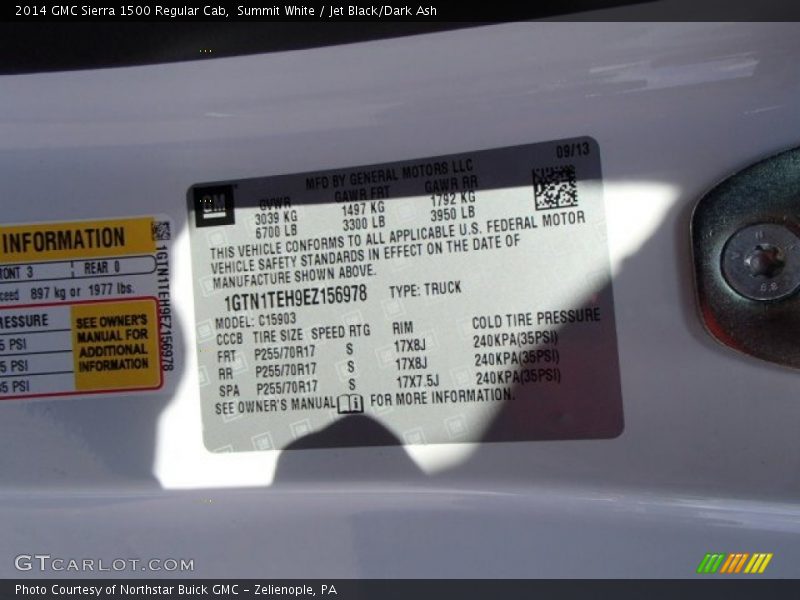 2014 GMC Sierra 1500 Regular Cab, Summit White / Jet Black/Dark Ash
MFD BY GENERAL MOTORS LLC 09/13
GM
GVWR GAWR FRT GAWR RR
3039 KG 1497 KG 1792 KG
6700 LB 3300 LB 3950 LB
THIS VEHICLE CONFORMS TO ALL APPLICABLE U.S. FEDERAL MOTOR
VEHICLE SAFETY STANDARDS IN EFFECT ON THE DATE OF
MANUFACTURE SHOWN ABOVE.
1GTN1TEH9EZ156978 TYPE: TRUCK
MODEL: C15903
CCCB TIRE SIZE SPEED RTG RIM COLD TIRE PRESSURE
FRT P255/70R17 S 17X8J 240KPA(35PSI)
RR P255/70R17 S 17X8J 240KPA(35PSI)
SPA P255/70R17 S 17X7.5J 240KPA(35PSI)
SEE OWNER'S MANUAL i FOR MORE INFORMATION.
INFORMATION
RONT 3 REAR 0
ceed 897 kg or 1977 lbs.
RESSURE
5 PSI
5 PSI
35 PSI
SEE OWNER'S
MANUAL FOR
ADDITIONAL
INFORMATION
1GTN1TEH9EZ156978
8.8
GTCARLOT.COM
Photo Courtesy of Northstar Buick GMC - Zelienople, PA